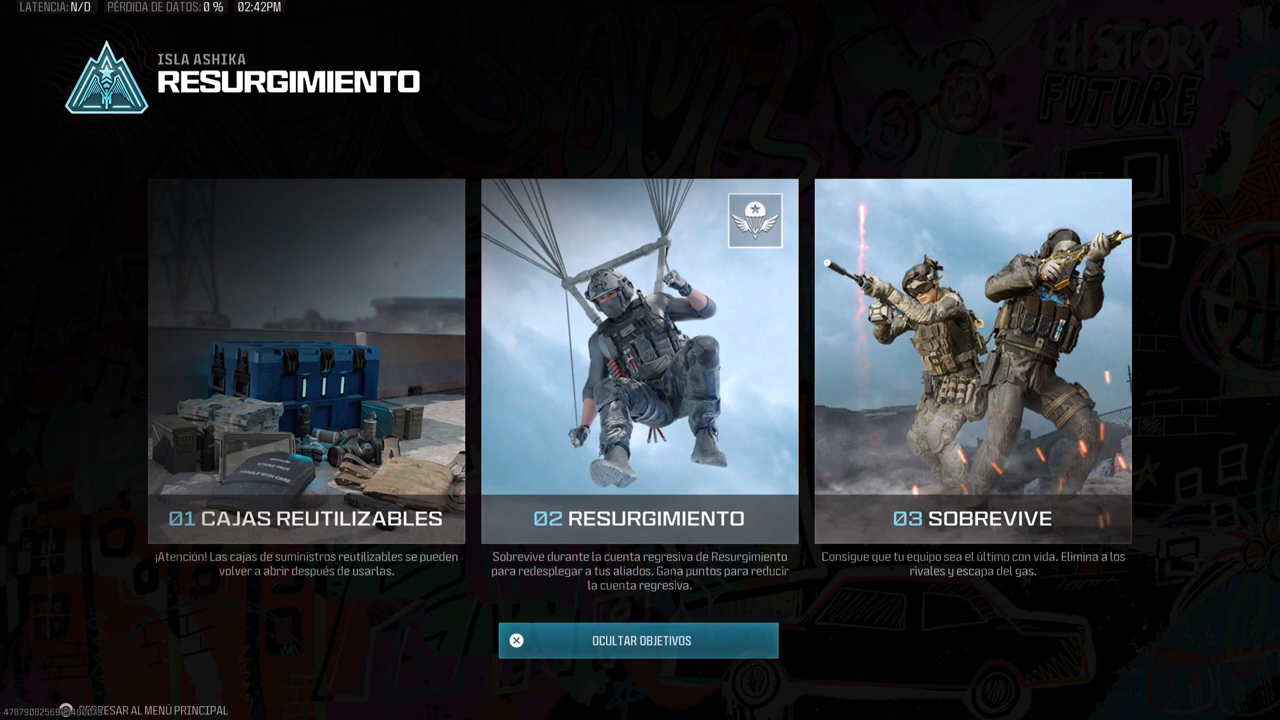 LATENCIA: N/D PÉRDIDA DE DATOS: 0 % 02:42PM
ISLA ASHIKA
RESURGIMIENTO
HISTORY
FUTURE
01 CAJAS REUTILIZABLES
¡Atención! Las cajas de suministros reutilizables se pueden
volver a abrir después de usarlas.
02 RESURGIMIENTO
Sobrevive durante la cuenta regresiva de Resurgimiento
para redesplegar a tus aliados. Gana puntos para reducir
la cuenta regresiva.
03 SOBREVIVE
Consigue que tu equipo sea el último con vida. Elimina a los
rivales y escapa del gas.
OCULTAR OBJETIVOS
REGRESAR AL MENÚ PRINCIPAL